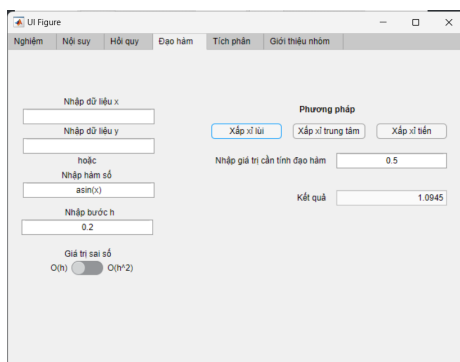 UI Figure
Nghiệm Nội suy Hồi quy Đạo hàm Tích phân Giới thiệu nhóm
Nhập dữ liệu x
Nhập dữ liệu y
hoặc
Nhập hàm số
asin(x)
Nhập bước h
0.2
Giá trị sai số
O(h) O(h^2)
Phương pháp
Xấp xỉ lùi Xấp xỉ trung tâm Xấp xỉ tiến
Nhập giá trị cần tính đạo hàm 0.5
Kết quả 1.0945